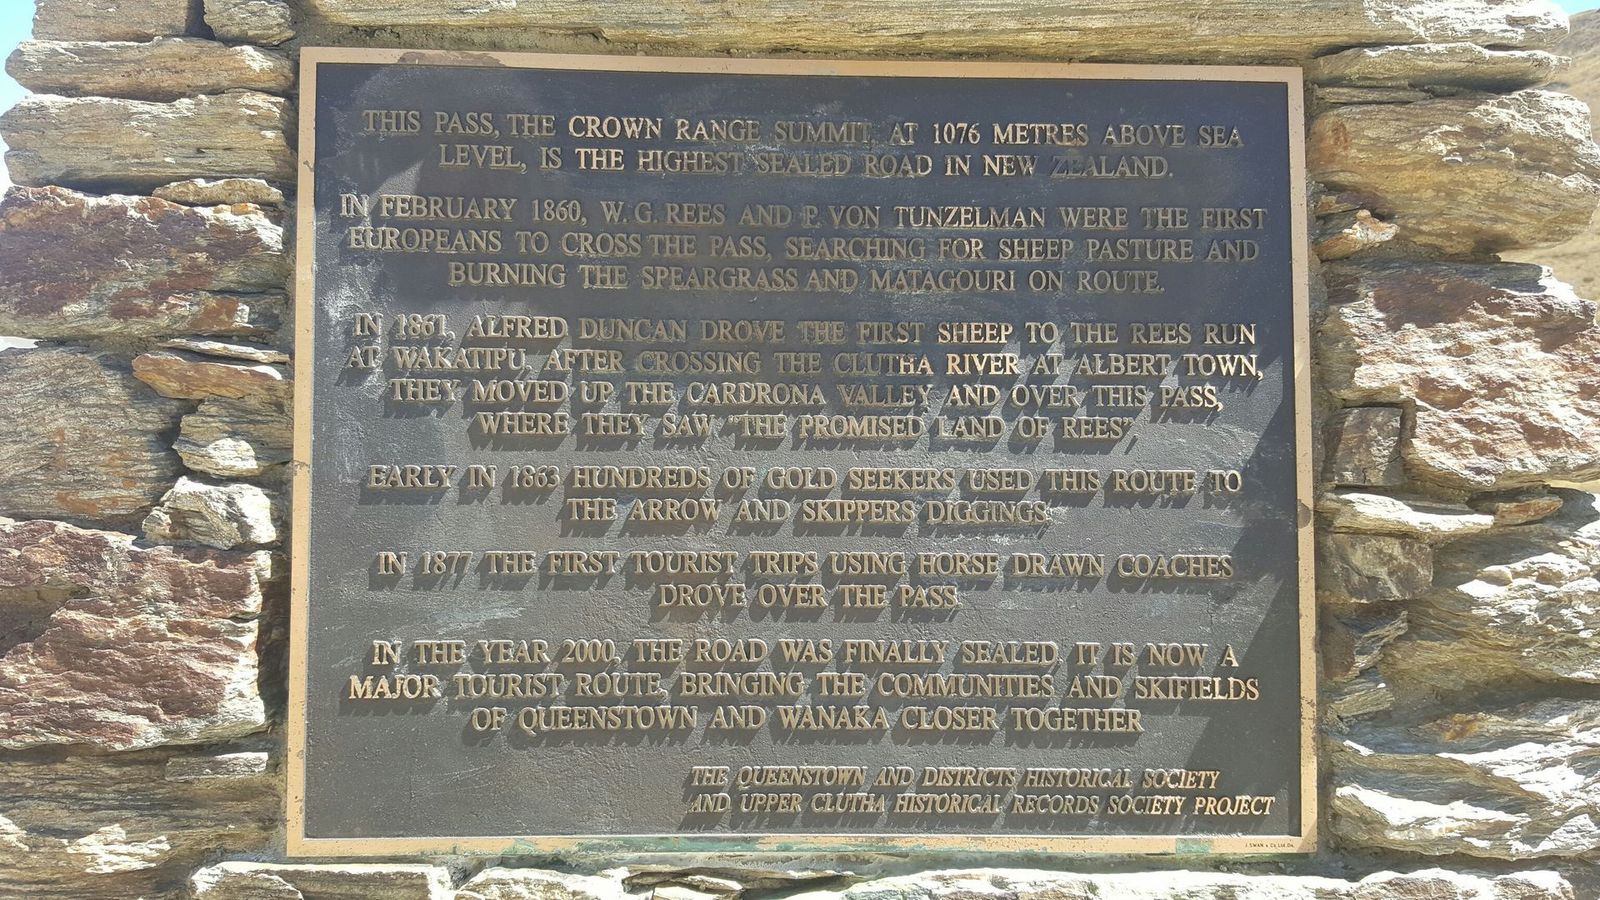 THIS PASS, THE CROWN RANGE SUMMIT, AT 1076 METRES ABOVE SEA
LEVEL, IS THE HIGHEST SEALED ROAD IN NEW ZEALAND.
IN FEBRUARY 1860, W. G. REES AND P. VON TUNZELMAN WERE THE FIRST
EUROPEANS TO CROSS THE PASS, SEARCHING FOR SHEEP PASTURE AND
BURNING THE SPEARGRASS AND MATAGOURI ON ROUTE.
IN 1861, ALFRED DUNCAN DROVE THE FIRST SHEEP TO THE REES RUN
AT WAKATIPU, AFTER CROSSING THE CLUTHA RIVER AT ALBERT TOWN,
THEY MOVED UP THE CARDRONA VALLEY AND OVER THIS PASS,
WHERE THEY SAW "THE PROMISED LAND OF REES".
EARLY IN 1863 HUNDREDS OF GOLD SEEKERS USED THIS ROUTE TO
THE ARROW AND SKIPPERS DIGGINGS.
IN 1877 THE FIRST TOURIST TRIPS USING HORSE DRAWN COACHES
DROVE OVER THE PASS.
IN THE YEAR 2000, THE ROAD WAS FINALLY SEALED, IT IS NOW A
MAJOR TOURIST ROUTE, BRINGING THE COMMUNITIES AND SKIFIELDS
OF QUEENSTOWN AND WANAKA CLOSER TOGETHER
THE QUEENSTOWN AND DISTRICTS HISTORICAL SOCIETY
AND UPPER CLUTHA HISTORICAL RECORDS SOCIETY PROJECT
J. SWAN & Co. Ltd. Dn.